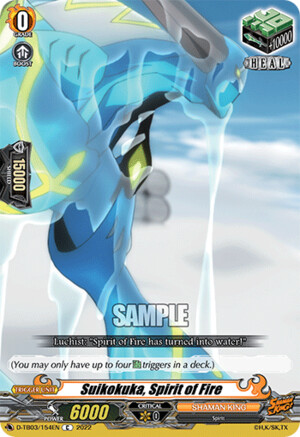 0
GRADE
BOOST
+10000
HEAL
15000
SHIELD
SAMPLE
Luchist: "Spirit of Fire has turned into water!"
(You may only have up to four triggers in a deck.)
TRIGGER UNIT
Suikokuka, Spirit of Fire
POWER 6000
CRITICAL
0
SHAMAN KING
Spirit
D-TB03/154EN C 2022
©H,K/SK,TX